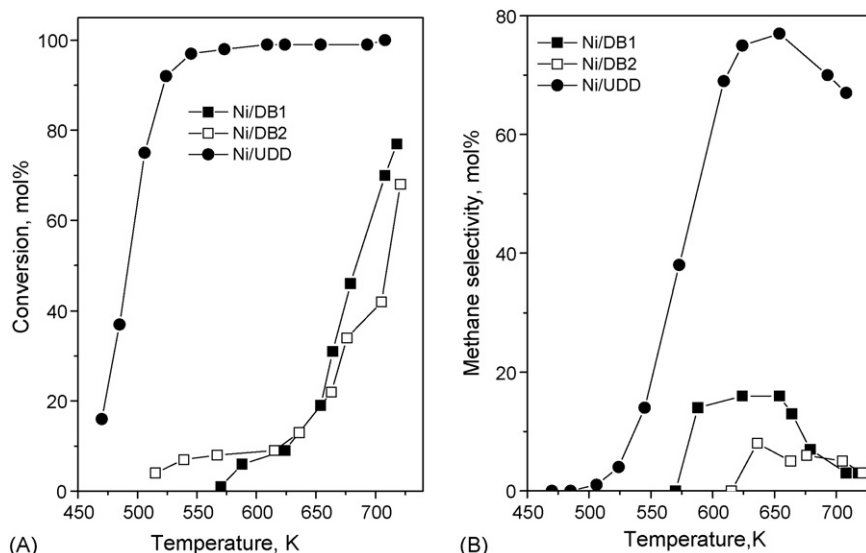 100
80
60
40
20
0
Conversion, mol%
Ni/DB1
Ni/DB2
Ni/UDD
450 500 550 600 650 700
(A) Temperature, K
80
60
40
20
0
Methane selectivity, mol%
Ni/DB1
Ni/DB2
Ni/UDD
450 500 550 600 650 700
(B) Temperature,K